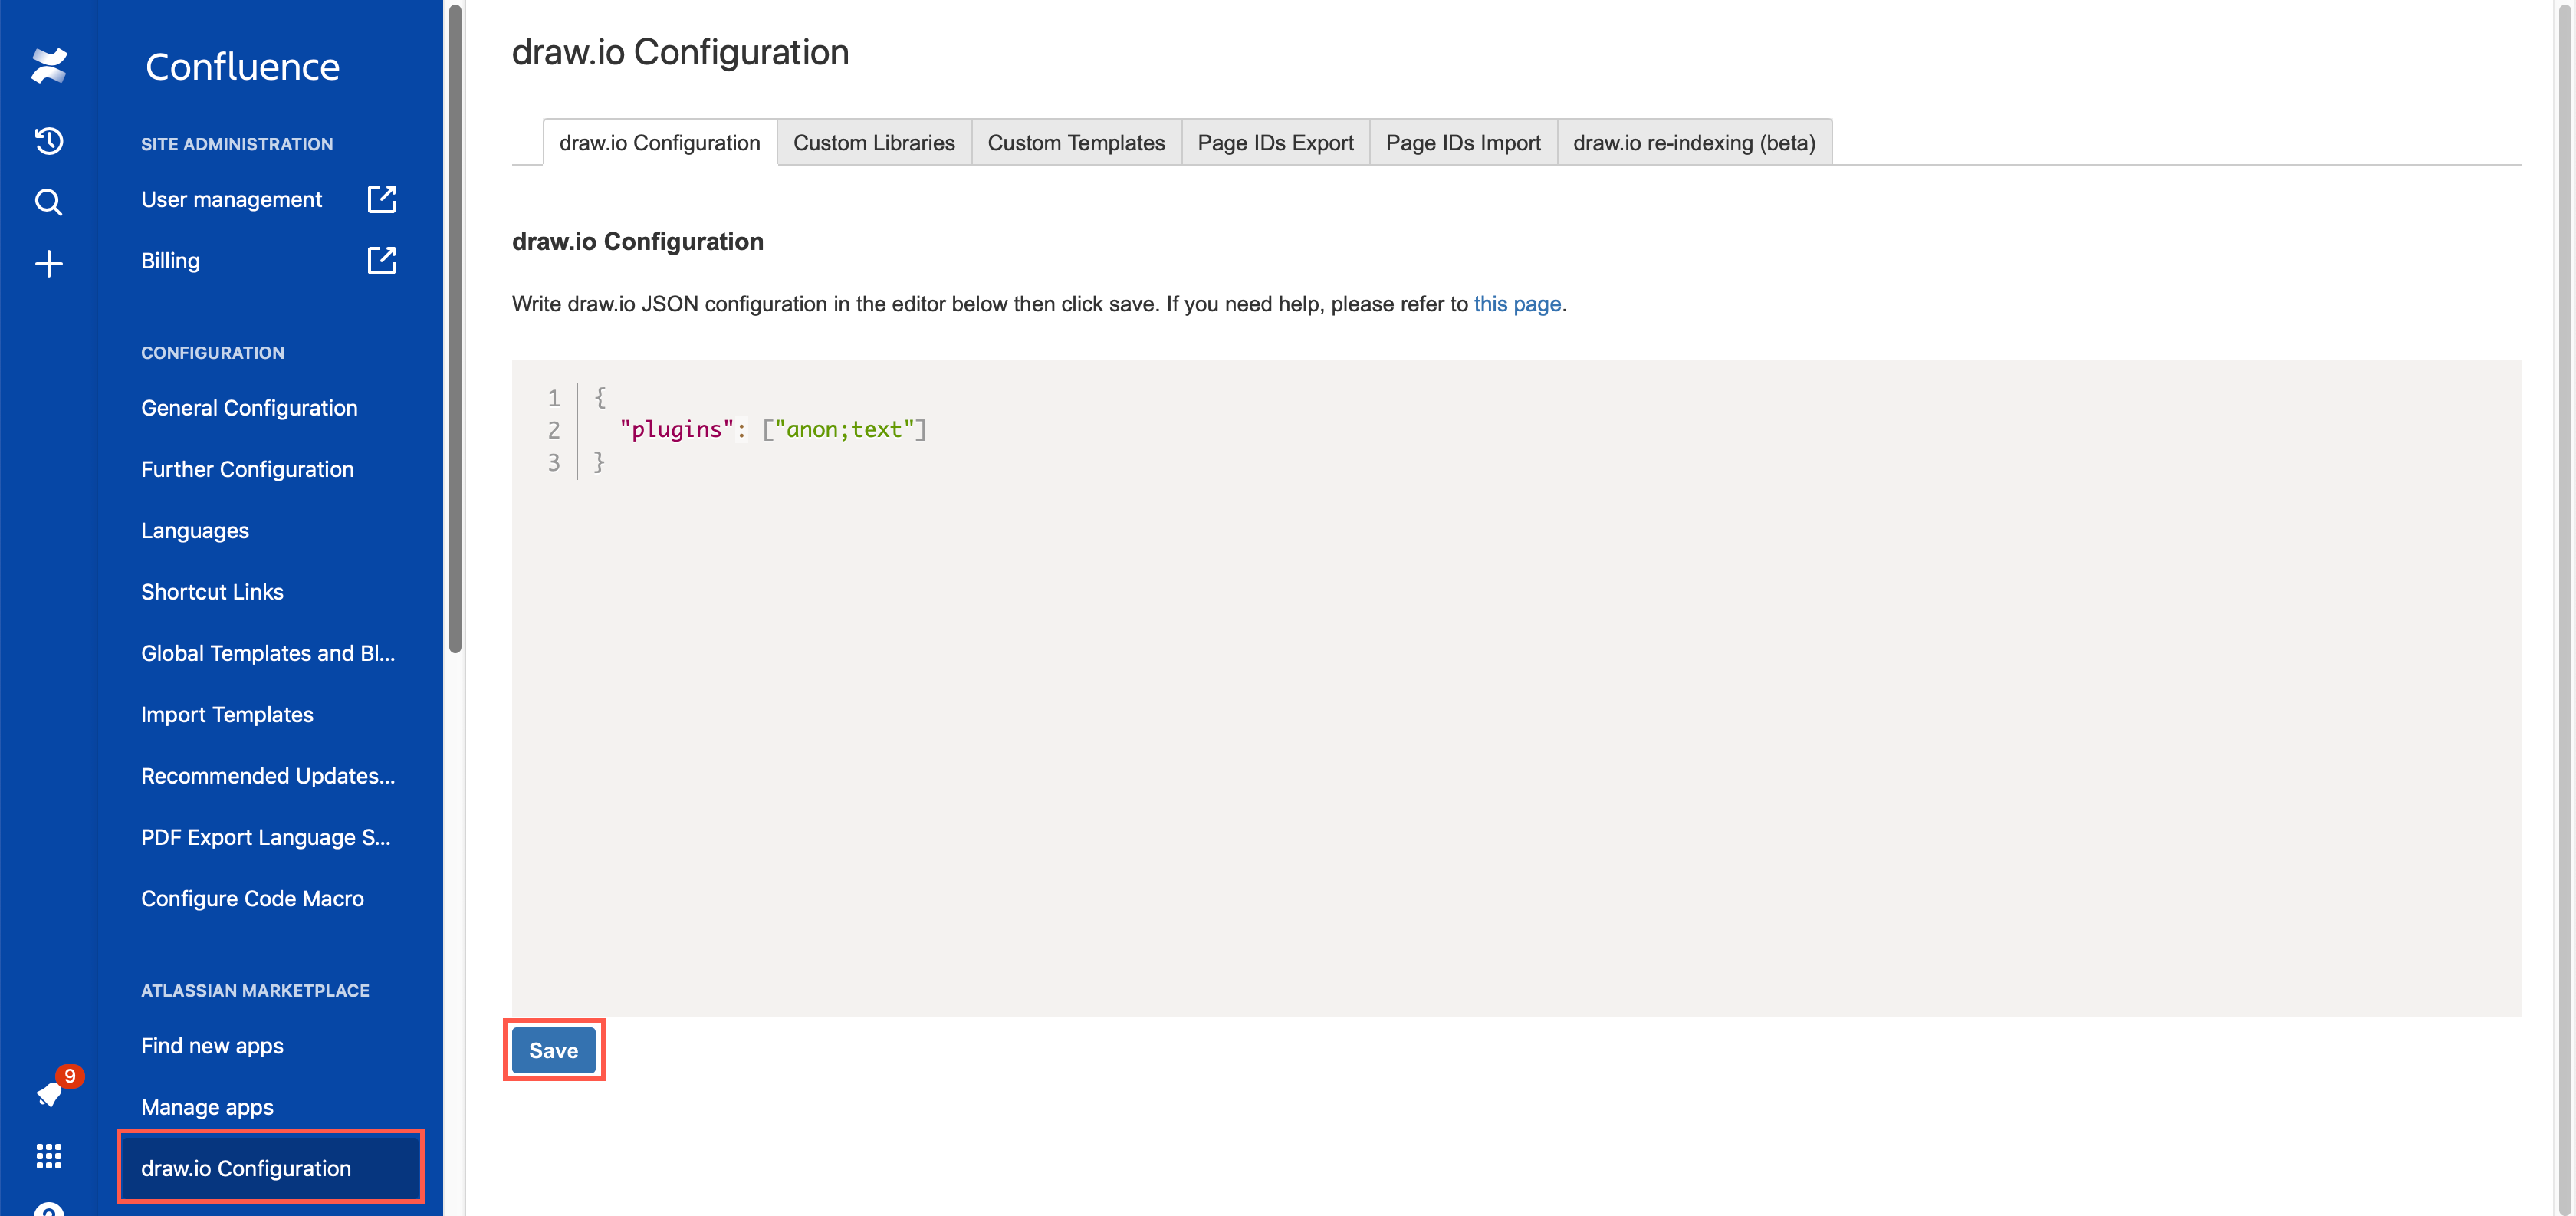 Confluence
SITE ADMINISTRATION
User management
Billing
CONFIGURATION
General Configuration
Further Configuration
Languages
Shortcut Links
Global Templates and Bl...
Import Templates
Recommended Updates...
PDF Export Language S...
Configure Code Macro
ATLASSIAN MARKETPLACE
Find new apps
9
Manage apps
draw.io Configuration
draw.io Configuration
draw.io Configuration Custom Libraries Custom Templates Page IDs Export Page IDs Import draw.io re-indexing (beta)
draw.io Configuration
Write draw.io JSON configuration in the editor below then click save. If you need help, please refer to this page.
1 {
2 "plugins": ["anon;text"]
3 }
Save